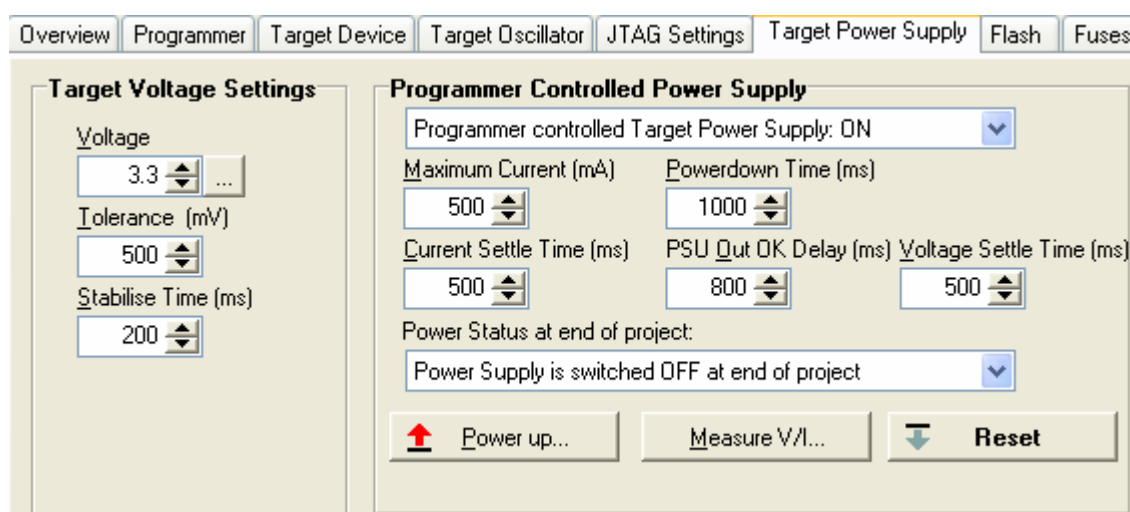 Overview Programmer Target Device Target Oscillator JTAG Settings Target Power Supply Flash Fuses
Target Voltage Settings
Voltage
3.3 ...
Tolerance (mV)
500
Stabilise Time (ms)
200
Programmer Controlled Power Supply
Programmer controlled Target Power Supply: ON
Maximum Current (mA) Powerdown Time (ms)
500 1000
Current Settle Time (ms) PSU Out OK Delay (ms) Voltage Settle Time (ms)
500 800 500
Power Status at end of project:
Power Supply is switched OFF at end of project
Power up... Measure V/I... Reset